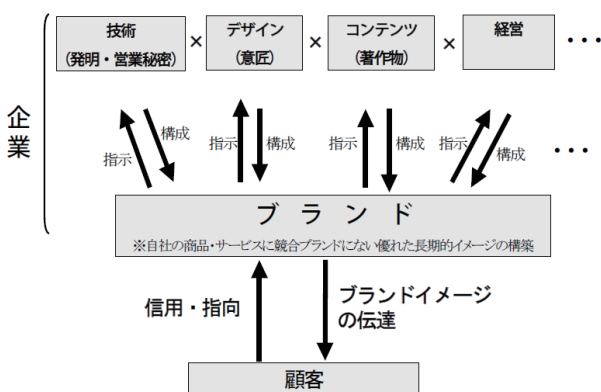 技術
(発明・営業秘密)
×
デザイン
(意匠)
×
コンテンツ
(著作物)
×
経営
・・・
企業
指示
構成
指示
構成
指示
構成
指示
構成
・・・
ブランド
※自社の商品・サービスに競合ブランドにない優れた長期的イメージの構築
信用・指向
ブランドイメージ
の伝達
顧客